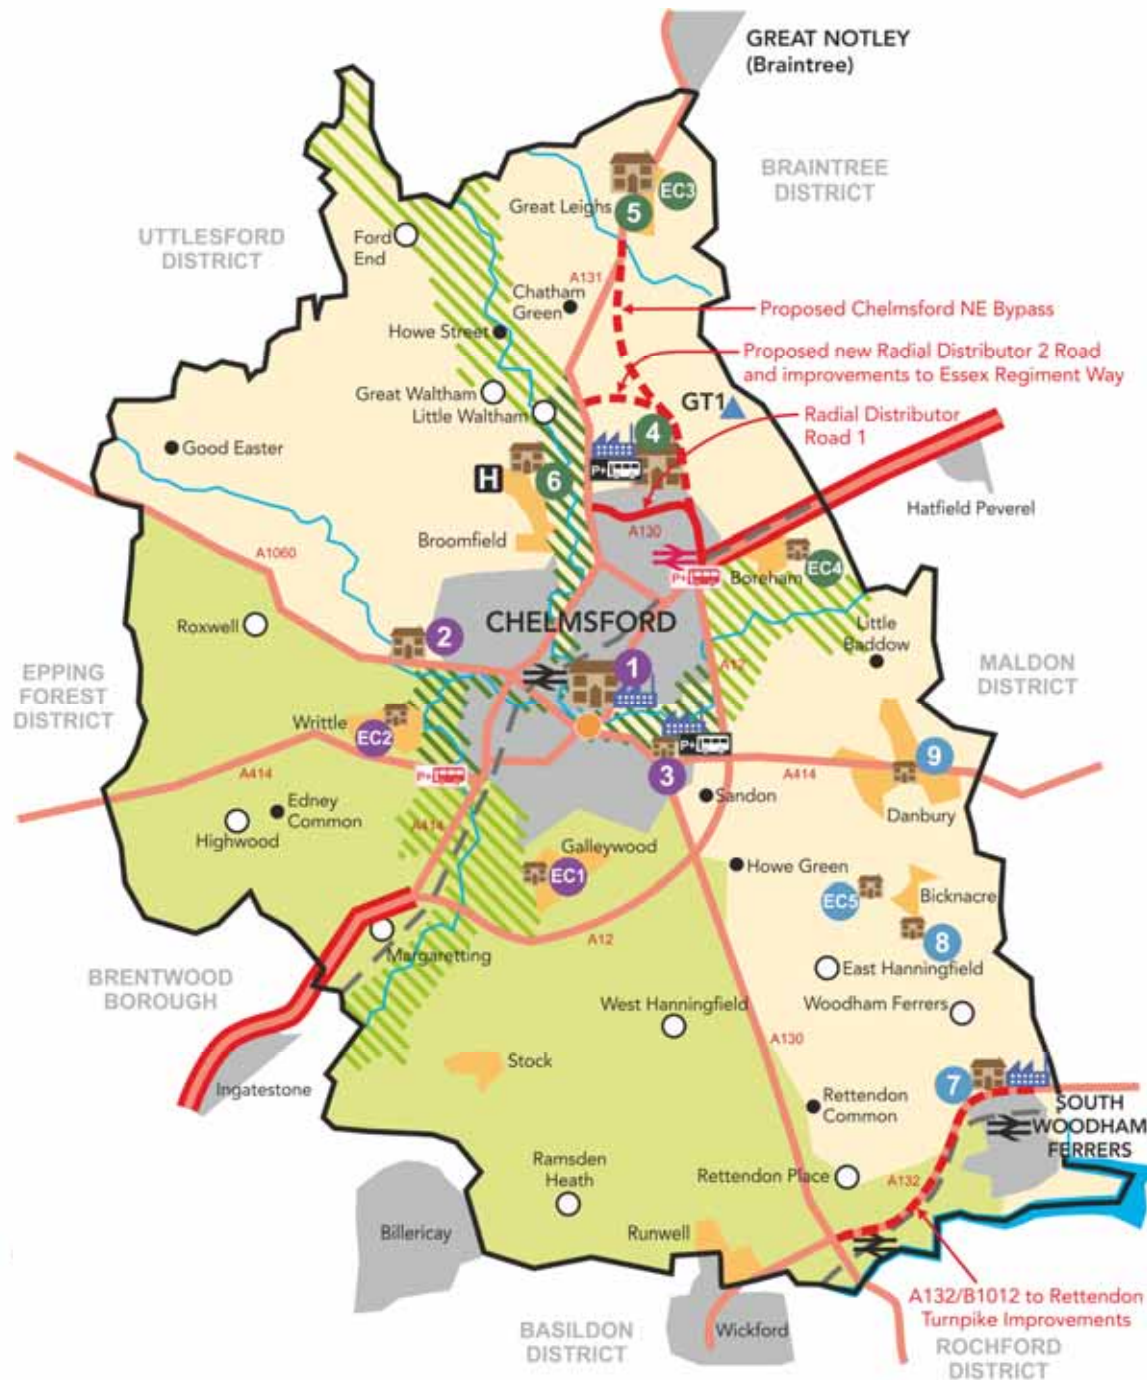 GREAT NOTLEY
(Braintree)
BRAINTREE
DISTRICT
EC3
Great Leighs
5
UTTLESFORD
DISTRICT
Ford
End
A131
Chatham
Green
Proposed Chelmsford NE Bypass
Howe Street
Proposed new Radial Distributor 2 Road
and improvements to Essex Regiment Way
Great Waltham
Little Waltham
GT1
Radial Distributor
Road 1
4
Good Easter
P+
H
6
Hatfield Peverel
Broomfield
A130
A1060
P+
Boreham
EC4
Roxwell
2
CHELMSFORD
Little
Baddow
EPPING
FOREST
DISTRICT
1
A12
MALDON
DISTRICT
Writtle
EC2
P+
3
9
A414
P+
A414
Sandon
Edney
Common
Highwood
A414
Danbury
Galleywood
Howe Green
EC1
EC5
Bicknacre
8
A12
Margaretting
East Hanningfield
BRENTWOOD
BOROUGH
West Hanningfield
Woodham Ferrers
A130
Stock
Ingatestone
7
Rettendon
Common
SOUTH
WOODHAM
FERRERS
Ramsden
Heath
Rettendon Place
A132
Billericay
Runwell
A132/B1012 to Rettendon
Turnpike Improvements
BASILDON
DISTRICT
Wickford
ROCHFORD
DISTRICT